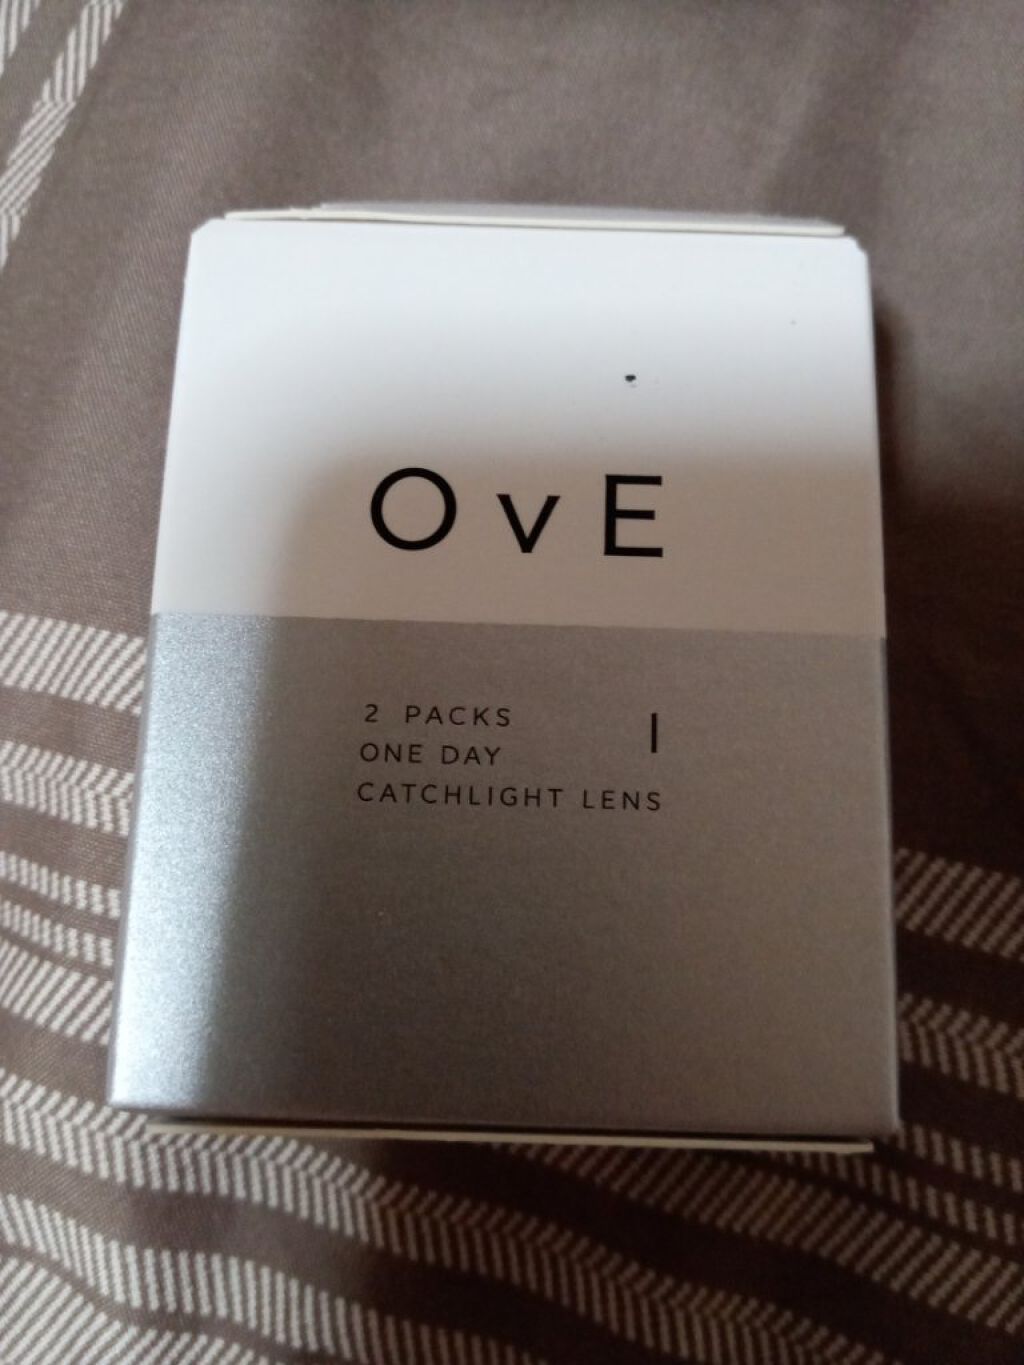 OvE
2 PACKS
ONE DAY
CATCHLIGHT LENS
I